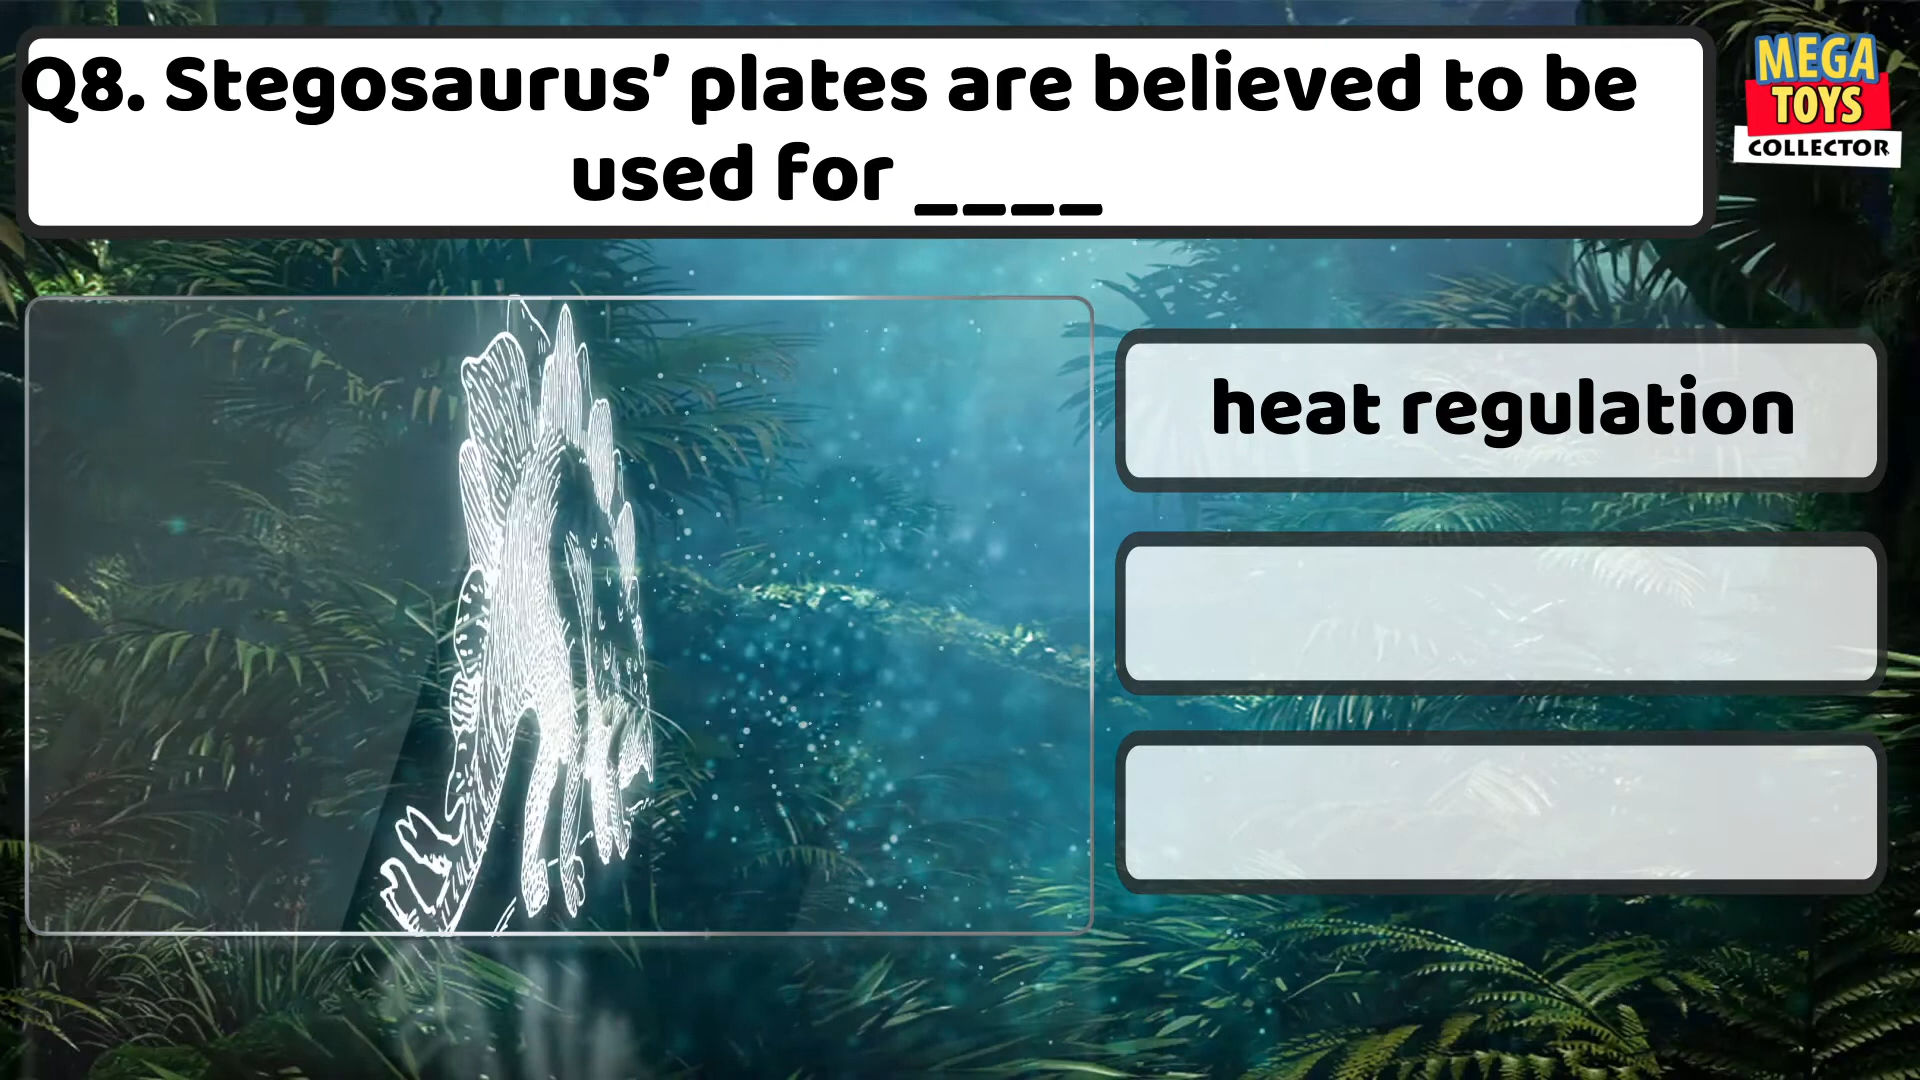 Q8. Stegosaurus’ plates are believed to be
used for ____
MEGA
TOYS
COLLECTOR
heat regulation